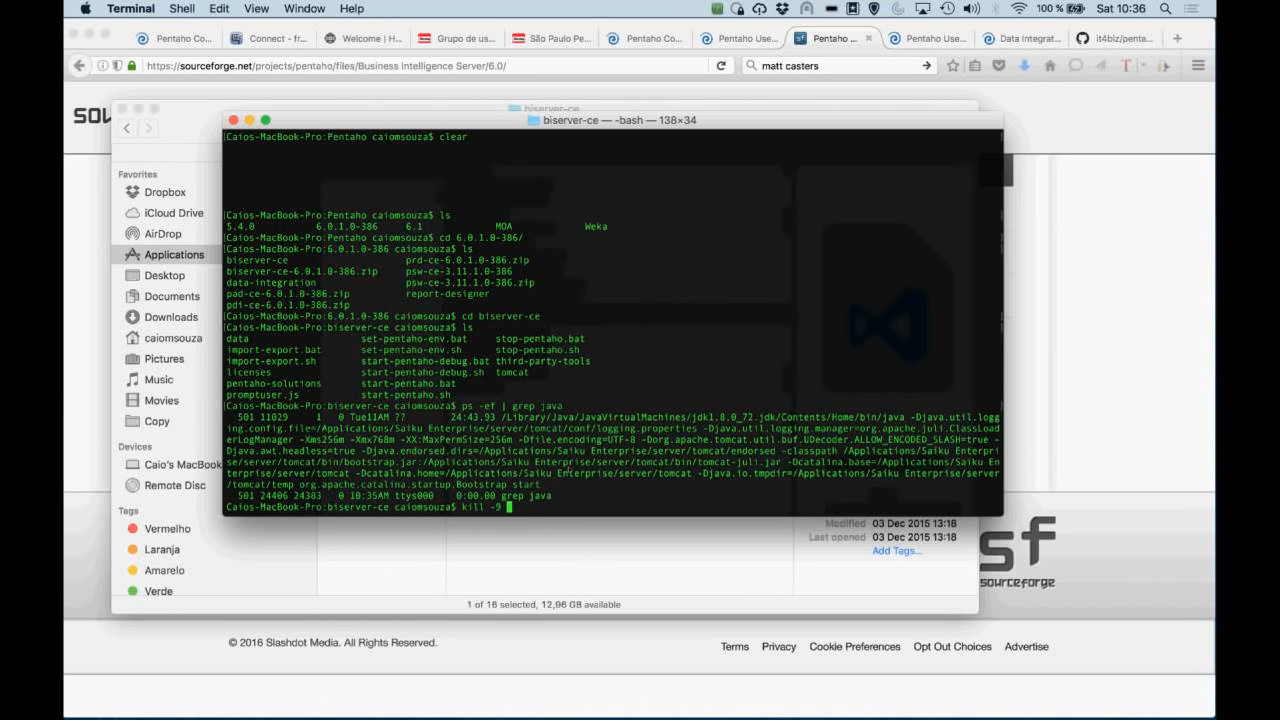 Terminal Shell Edit View Window Help 100 % Sat 10:36
Pentaho Co... Connect - fr... Welcome | H... Grupo de us... São Paulo Pe... Pentaho Co... Pentaho Use... Pentaho ... Pentaho Use... Data Integrat... it4biz/penta...
https://sourceforge.net/projects/pentaho/files/Business Intelligence Server/6.0/ matt casters
biserver-ce
biserver-ce — -bash — 138×34
Favorites
Dropbox
iCloud Drive
AirDrop
Applications
Desktop
Documents
Downloads
caiomsouza
Pictures
Music
Movies
Copy
Devices
Caio's MacBook
Remote Disc
Tags
Vermelho
Laranja
Amarelo
Verde
[Caios-MacBook-Pro:Pentaho caiomsouza$ clear
[Caios-MacBook-Pro:Pentaho caiomsouza$ ls
5.4.0 6.0.1.0-386 6.1 MOA Weka
[Caios-MacBook-Pro:Pentaho caiomsouza$ cd 6.0.1.0-386/
[Caios-MacBook-Pro:6.0.1.0-386 caiomsouza$ ls
biserver-ce prd-ce-6.0.1.0-386.zip
biserver-ce-6.0.1.0-386.zip psw-ce-3.11.1.0-386
data-integration psw-ce-3.11.1.0-386.zip
pad-ce-6.0.1.0-386.zip report-designer
pdi-ce-6.0.1.0-386.zip
[Caios-MacBook-Pro:6.0.1.0-386 caiomsouza$ cd biserver-ce
[Caios-MacBook-Pro:biserver-ce caiomsouza$ ls
data set-pentaho-env.bat stop-pentaho.bat
import-export.bat set-pentaho-env.sh stop-pentaho.sh
import-export.sh start-pentaho-debug.bat third-party-tools
licenses start-pentaho-debug.sh tomcat
pentaho-solutions start-pentaho.bat
promptuser.js start-pentaho.sh
[Caios-MacBook-Pro:biserver-ce caiomsouza$ ps -ef | grep java
501 11029 1 0 Tue11AM ?? 24:43.93 /Library/Java/JavaVirtualMachines/jdk1.8.0_72.jdk/Contents/Home/bin/java -Djava.util.logg
ing.config.file=/Applications/Saiku Enterprise/server/tomcat/conf/logging.properties -Djava.util.logging.manager=org.apache.juli.ClassLoad
erLogManager -Xms256m -Xmx768m -XX:MaxPermSize=256m -Dfile.encoding=UTF-8 -Dorg.apache.tomcat.util.buf.UDecoder.ALLOW_ENCODED_SLASH=true -
Djava.awt.headless=true -Djava.endorsed.dirs=/Applications/Saiku Enterprise/server/tomcat/endorsed -classpath /Applications/Saiku Enterpri
se/server/tomcat/bin/bootstrap.jar:/Applications/Saiku Enterprise/server/tomcat/bin/tomcat-juli.jar -Dcatalina.base=/Applications/Saiku En
terprise/server/tomcat -Dcatalina.home=/Applications/Saiku Enterprise/server/tomcat -Djava.io.tmpdir=/Applications/Saiku Enterprise/server
/tomcat/temp org.apache.catalina.startup.Bootstrap start
501 24406 24383 0 10:35AM ttys000 0:00.00 grep java
Caios-MacBook-Pro:biserver-ce caiomsouza$ kill -9
Modified 03 Dec 2015 13:18
Last opened 03 Dec 2015 13:18
Add Tags...
sf
sourceforge
1 of 16 selected, 12,96 GB available
© 2016 Slashdot Media. All Rights Reserved. Terms Privacy Cookie Preferences Opt Out Choices Advertise